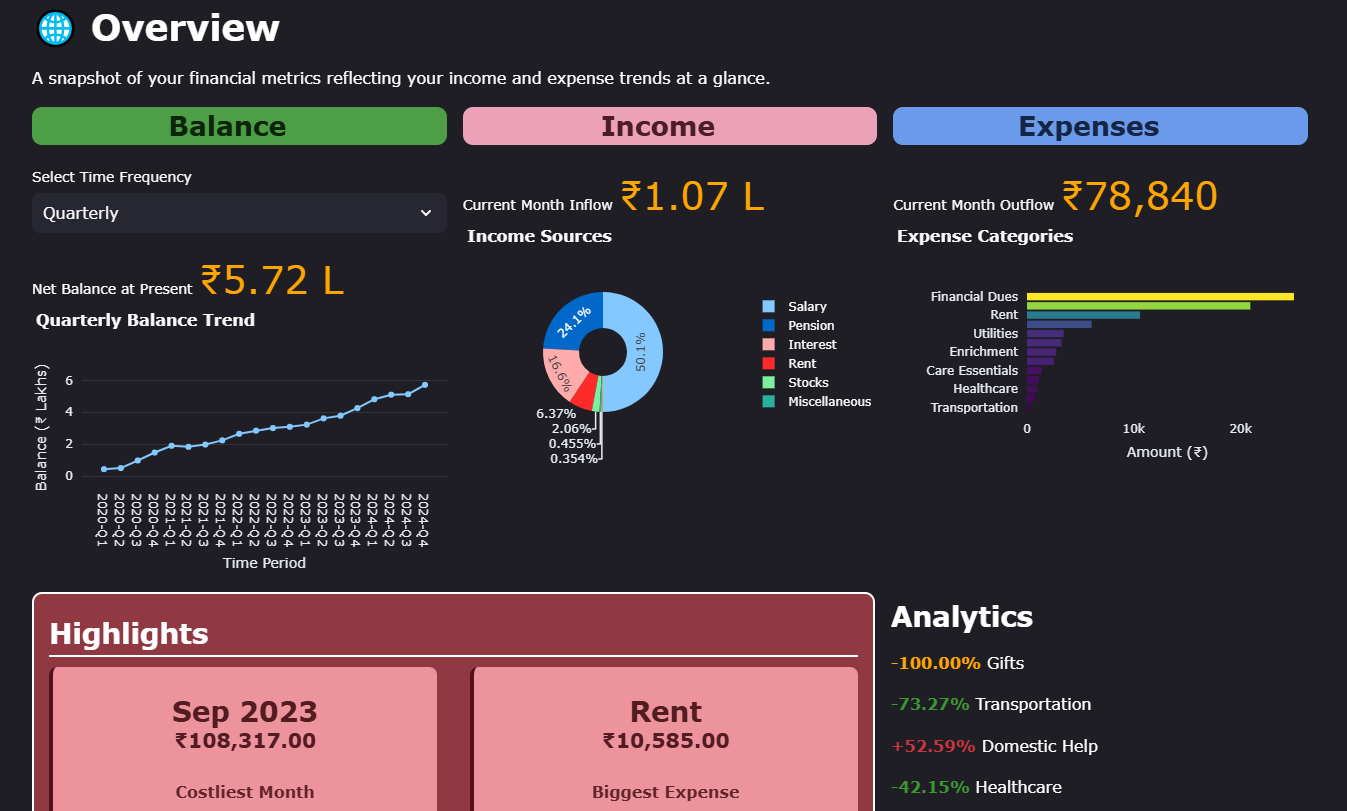 Overview
A snapshot of your financial metrics reflecting your income and expense trends at a glance.
Balance
Select Time Frequency
Quarterly
Net Balance at Present ₹5.72 L
Quarterly Balance Trend
Balance (₹ Lakhs)
6
4
2
0
2020-Q1
2020-Q2
2020-Q3
2020-Q4
2021-Q1
2021-Q2
2021-Q3
2021-Q4
2022-Q1
2022-Q2
2022-Q3
2022-Q4
2023-Q1
2023-Q2
2023-Q3
2023-Q4
2024-Q1
2024-Q2
2024-Q3
2024-Q4
Time Period
Income
Current Month Inflow ₹1.07 L
Income Sources
50.1%
24.1%
16.6%
6.37%
2.06%
0.455%
0.354%
Salary
Pension
Interest
Rent
Stocks
Miscellaneous
Expenses
Current Month Outflow ₹78,840
Expense Categories
Financial Dues
Rent
Utilities
Enrichment
Care Essentials
Healthcare
Transportation
0 10k 20k
Amount (₹)
Highlights
Sep 2023
₹108,317.00
Costliest Month
Rent
₹10,585.00
Biggest Expense
Analytics
-100.00% Gifts
-73.27% Transportation
+52.59% Domestic Help
-42.15% Healthcare